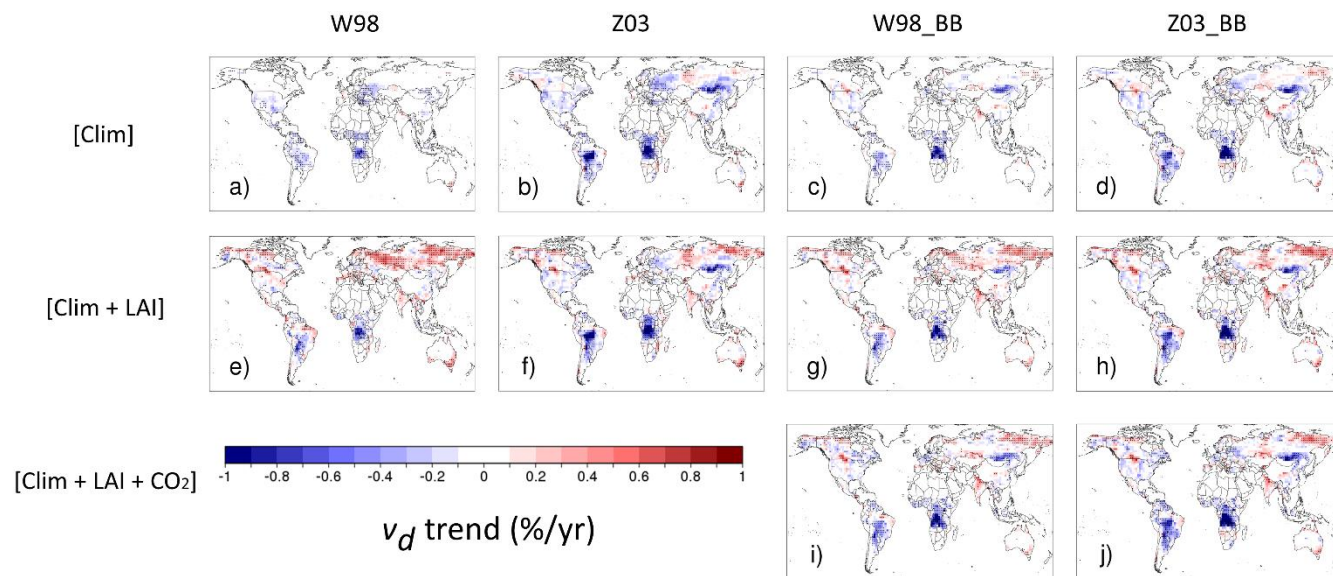 W98 Z03 W98_BB Z03_BB
[Clim]
a) b) c) d)
[Clim + LAI]
e) f) g) h)
[Clim + LAI + CO₂]
-1 -0.8 -0.6 -0.4 -0.2 0 0.2 0.4 0.6 0.8 1
v_d trend (%/yr)
i) j)